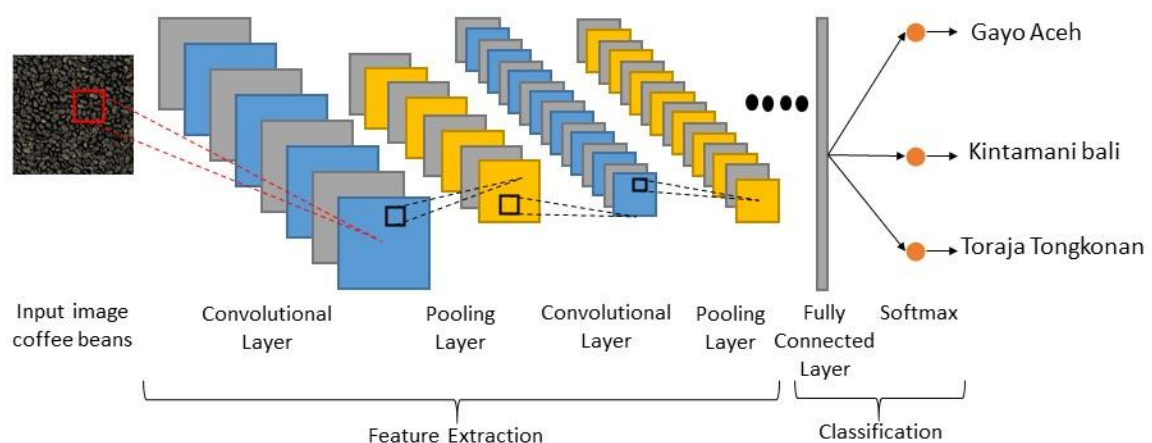 Gayo Aceh
Kintamani bali
Toraja Tongkonan
Input image
coffee beans
Convolutional
Layer
Pooling
Layer
Convolutional
Layer
Pooling
Layer
Fully
Connected
Layer
Softmax
Feature Extraction
Classification